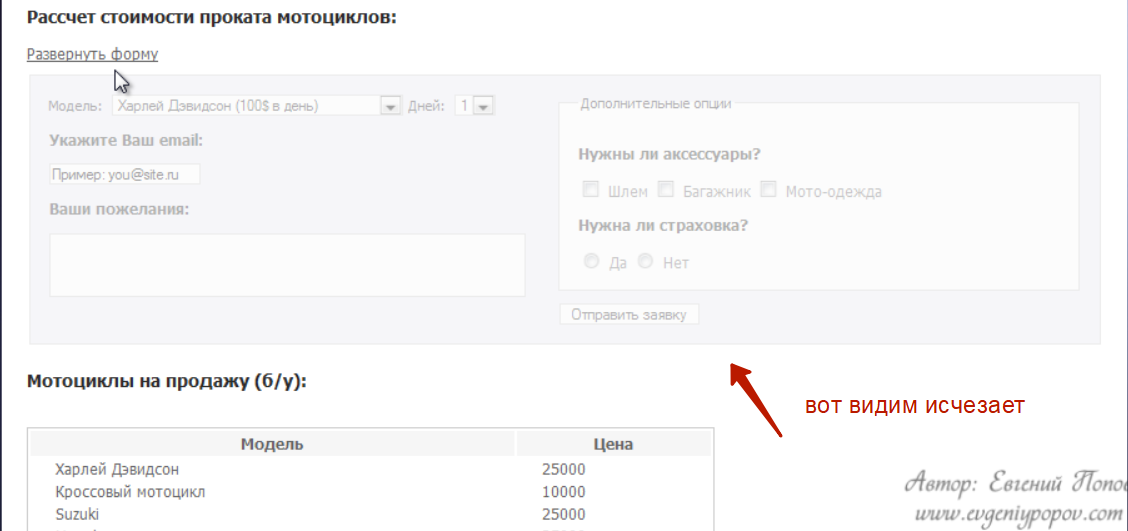 Рассчет стоимости проката мотоциклов:
Развернуть форму
Модель: Харлей Дэвидсон (100$ в день) Дней: 1
Укажите Ваш email:
Пример: you@site.ru
Ваши пожелания:
Дополнительные опции
Нужны ли аксессуары?
Шлем Багажник Мото-одежда
Нужна ли страховка?
Да Нет
Отправить заявку
Мотоциклы на продажу (б/у):
вот видим исчезает
Модель Цена
Харлей Дэвидсон 25000
Кроссовый мотоцикл 10000
Suzuki 25000
Автор: Евгений Попов
www.evgeniypopov.com